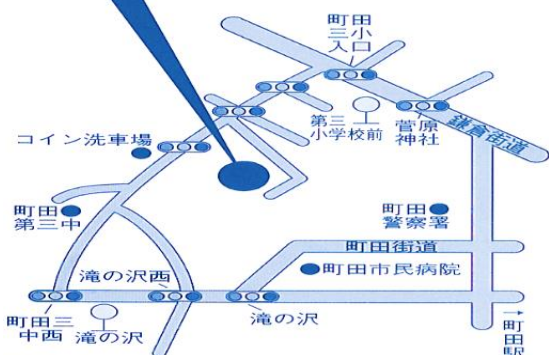 町田
三小
入口
コイン洗車場
第三
小学校前
菅原
神社
鎌倉街道
町田
第三中
町田
警察署
町田街道
町田市民病院
滝の沢西
町田三
中西
滝の沢
滝の沢
→町田駅